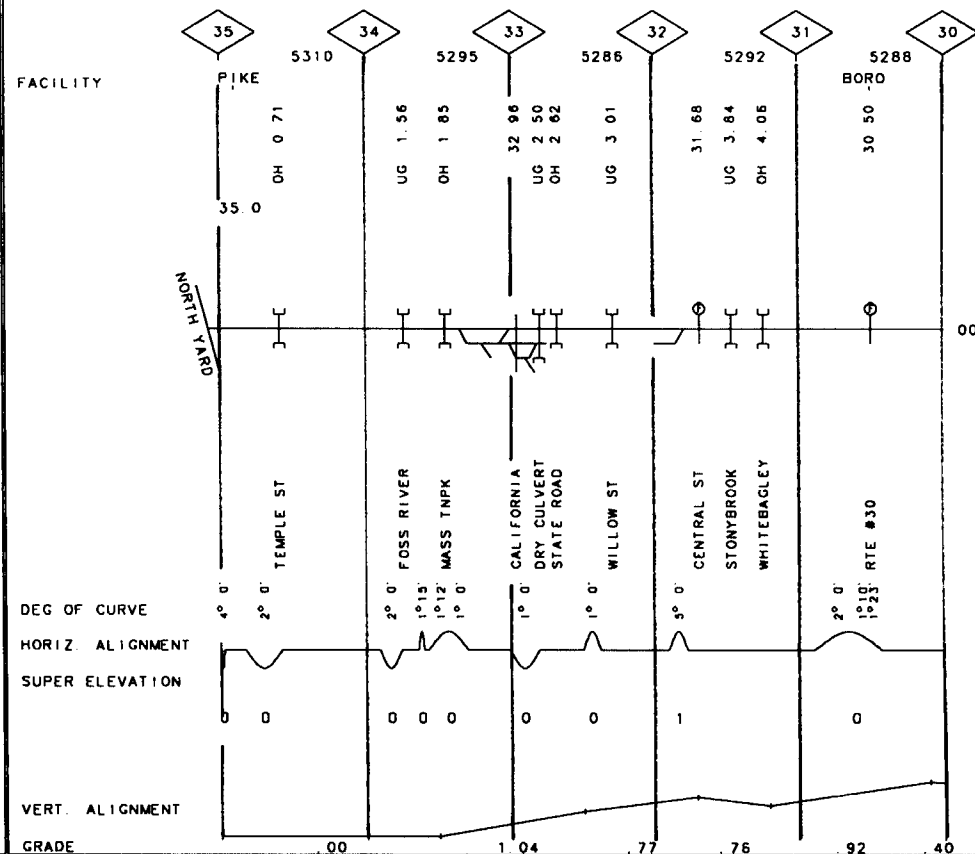 35 34 33 32 31 30
5310 5295 5286 5292 5288
FACILITY
PIKE
BORO
OH 0 71
UG 1.56
OH 1 85
32 96
UG 2 50
OH 2 62
UG 3 01
31.68
UG 3.84
OH 4.06
30 50
35.0
NORTH YARD
00
TEMPLE ST
FOSS RIVER
MASS TNPK
CALIFORNIA
DRY CULVERT
STATE ROAD
WILLOW ST
CENTRAL ST
STONYBROOK
WHITEBAGLEY
RTE #30
DEG OF CURVE
4° 0'
2° 0'
2° 0'
1°15'
1°12'
1° 0'
1° 0'
1° 0'
5° 0'
2° 0'
1°10'
1°23'
HORIZ. ALIGNMENT
SUPER ELEVATION
0 0 0 0 0 0 0 1 0
VERT. ALIGNMENT
GRADE .00 1.04 .77 .76 .92 .40